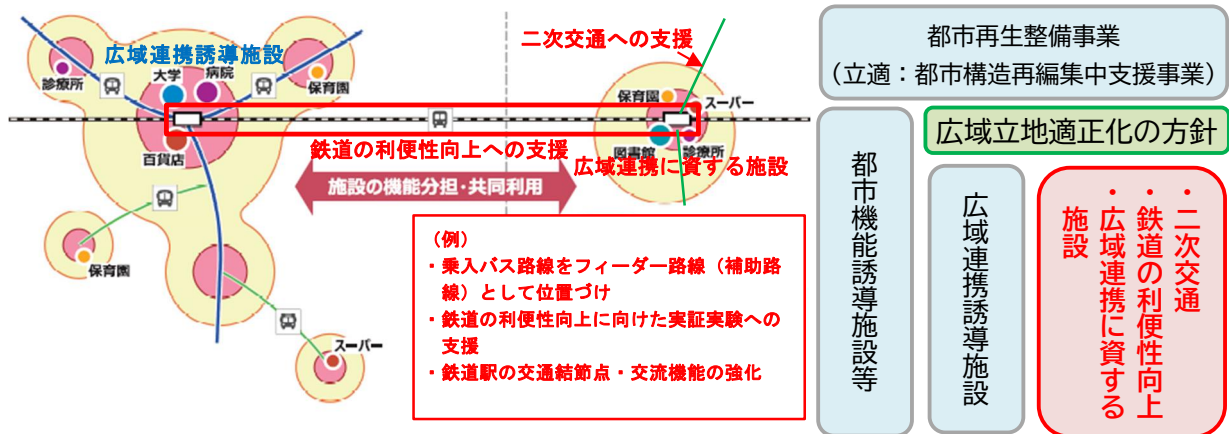 広域連携誘導施設
大学
病院
診療所
保育園
百貨店
保育園
スーパー
二次交通への支援
保育園
スーパー
図書館
診療所
鉄道の利便性向上への支援
広域連携に資する施設
施設の機能分担・共同利用
（例）
・乗入バス路線をフィーダー路線（補助路
線）として位置づけ
・鉄道の利便性向上に向けた実証実験への
支援
・鉄道駅の交通結節点・交流機能の強化
都市再生整備事業
（立適：都市構造再編集中支援事業）
都市機能誘導施設等
広域立地適正化の方針
広域連携誘導施設
・二次交通
・鉄道の利便性向上
・広域連携に資する
施設